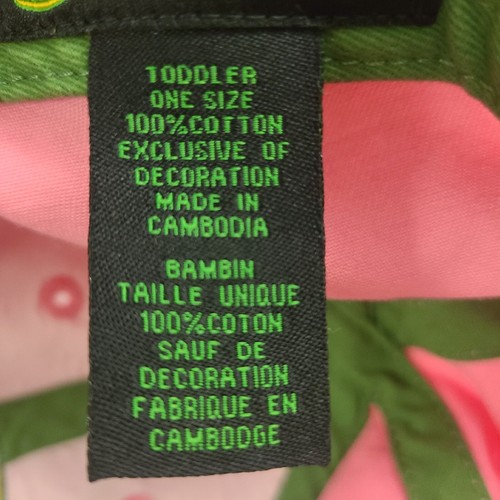 TODDLER
ONE SIZE
100%COTTON
EXCLUSIVE OF
DECORATION
MADE IN
CAMBODIA
BAMBIN
TAILLE UNIQUE
100%COTON
SAUF DE
DECORATION
FABRIQUE EN
CAMBODGE